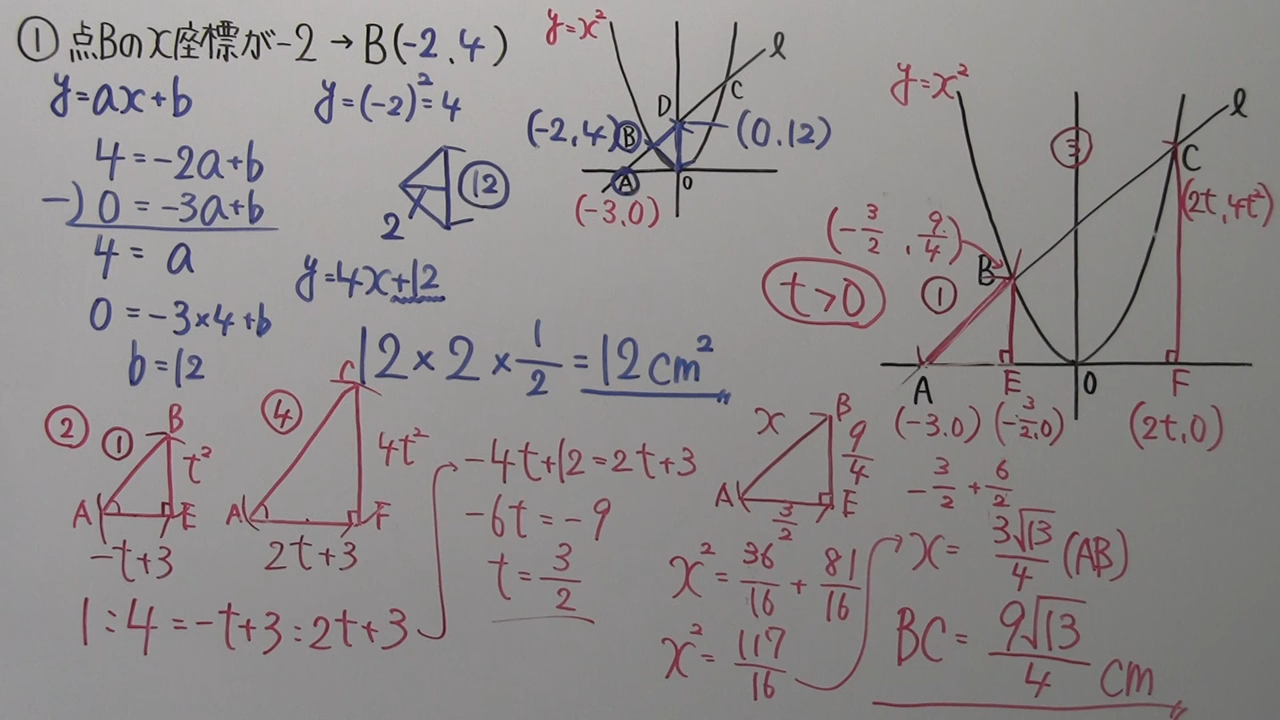 ① 点Bのx座標が-2 → B(-2, 4)
y=ax+b
y=(-2)²=4
4=-2a+b
-) 0=-3a+b
4=a
0=-3×4+b
b=12
2
⑫
y=4x+12
12×2×1/2=12cm²
y=x²
l
D
C
(-2,4)
B
(0.12)
A
O
(-3,0)
y=x²
l
③
C
(2t,4t²)
(-3/2, 9/4)
B
t>0
①
A
E
O
F
(-3.0)
(-3/2,0)
(2t,0)
②
①
B
t²
A
E
-t+3
④
C
4t²
A
F
2t+3
1:4=-t+3:2t+3
-4t+12=2t+3
-6t=-9
t=3/2
x
B
9/4
A
E
3/2
-3/2+6/2
x²=36/16+81/16
x²=117/16
x=3√13/4 (AB)
BC=9√13/4 cm